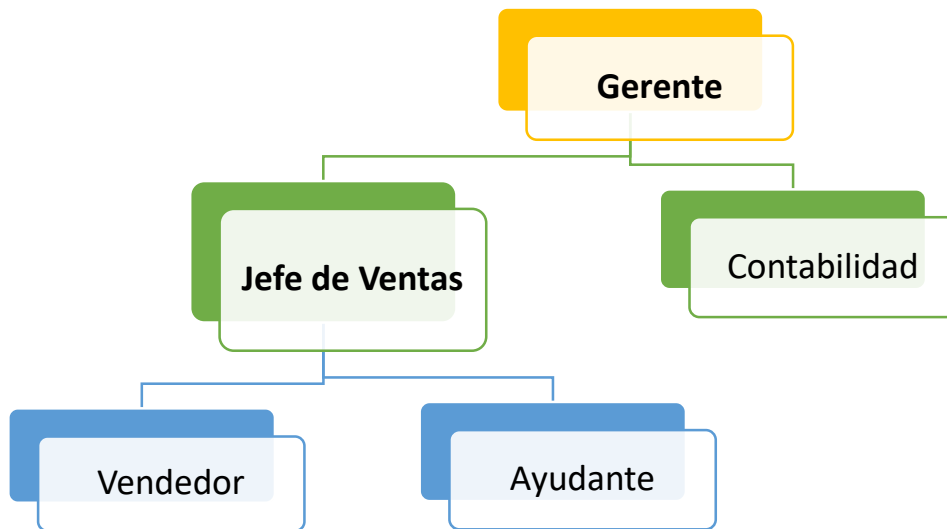 Gerente
Jefe de Ventas
Contabilidad
Vendedor
Ayudante